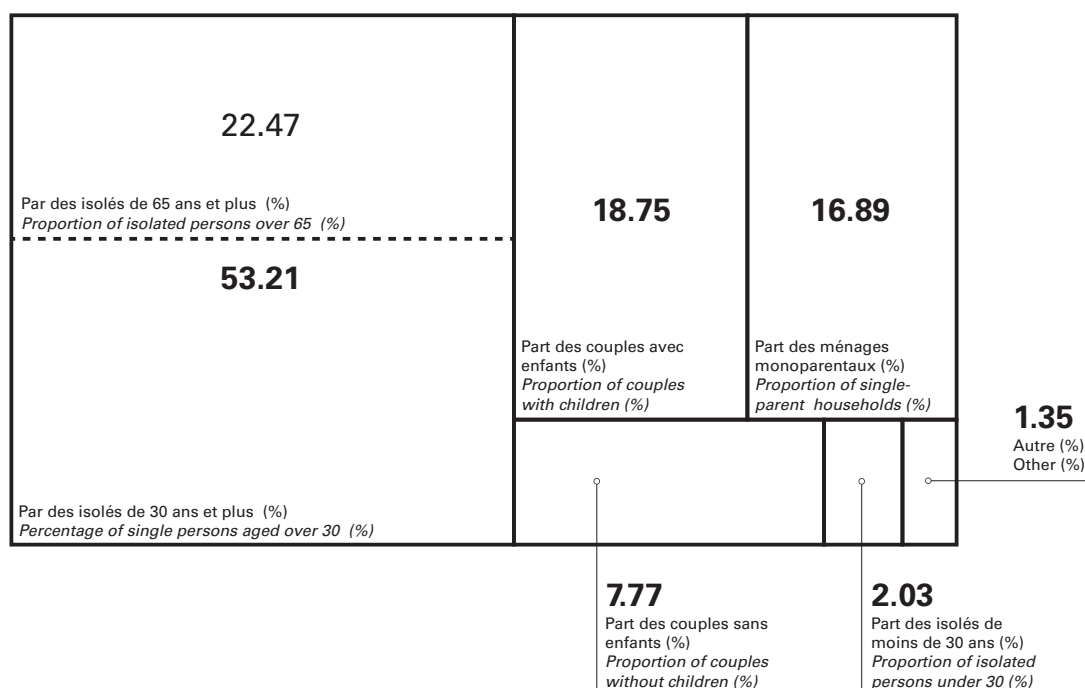 22.47
Par des isolés de 65 ans et plus (%)
Proportion of isolated persons over 65 (%)
53.21
Par des isolés de 30 ans et plus (%)
Percentage of single persons aged over 30 (%)
18.75
Part des couples avec
enfants (%)
Proportion of couples
with children (%)
16.89
Part des ménages
monoparentaux (%)
Proportion of single-
parent households (%)
1.35
Autre (%)
Other (%)
7.77
Part des couples sans
enfants (%)
Proportion of couples
without children (%)
2.03
Part des isolés de
moins de 30 ans (%)
Proportion of isolated
persons under 30 (%)